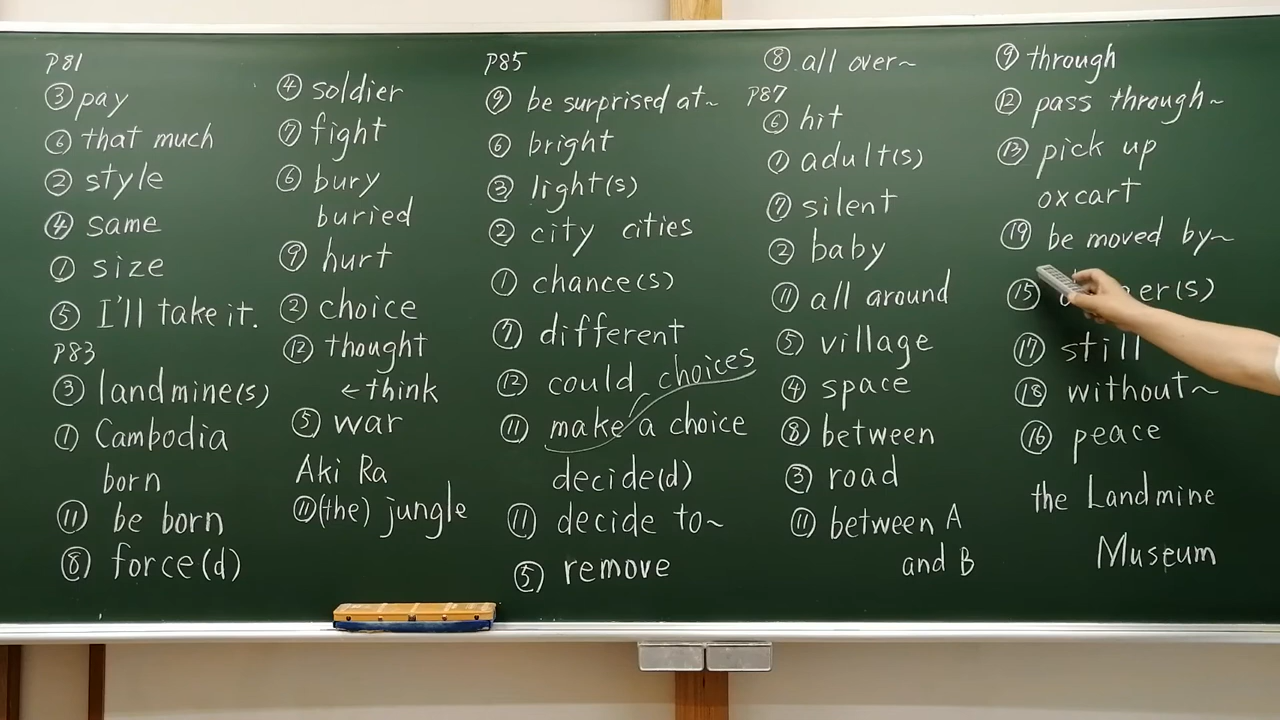 P81
③ pay
⑥ that much
② style
④ same
① size
⑤ I'll take it.
P83
③ landmine(s)
① Cambodia
born
⑪ be born
⑧ force(d)
④ soldier
⑦ fight
⑥ bury
buried
⑨ hurt
② choice
⑫ thought
← think
⑤ war
Aki Ra
⑪ (the) jungle
P85
⑨ be surprised at~
⑥ bright
③ light(s)
② city cities
① chance(s)
⑦ different
⑫ could
choices
⑪ make a choice
decide(d)
⑪ decide to~
⑤ remove
⑧ all over~
P87
⑥ hit
① adult(s)
⑦ silent
② baby
⑪ all around
⑤ village
④ space
⑧ between
③ road
⑪ between A
and B
⑨ through
⑫ pass through~
⑬ pick up
oxcart
⑲ be moved by~
⑮
⑰ still
⑱ without~
⑯ peace
the Landmine
Museum